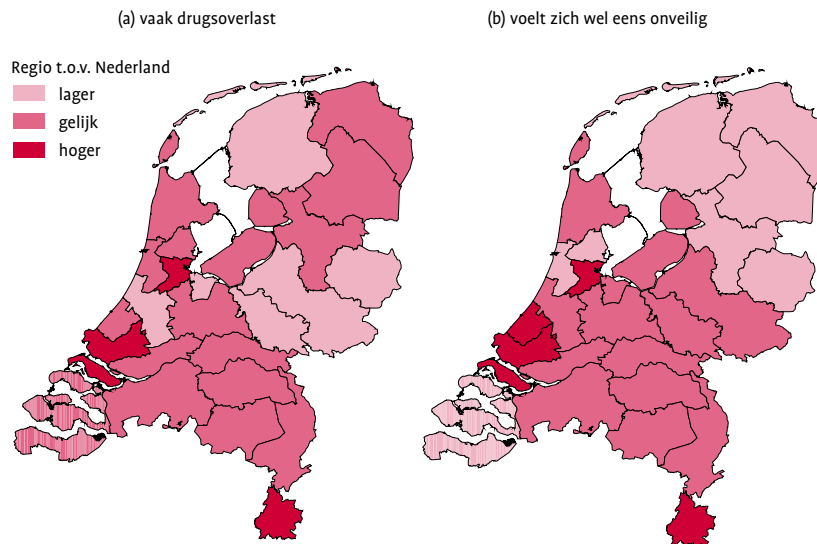 (a) vaak drugsoverlast
(b) voelt zich wel eens onveilig
Regio t.o.v. Nederland
lager
gelijk
hoger